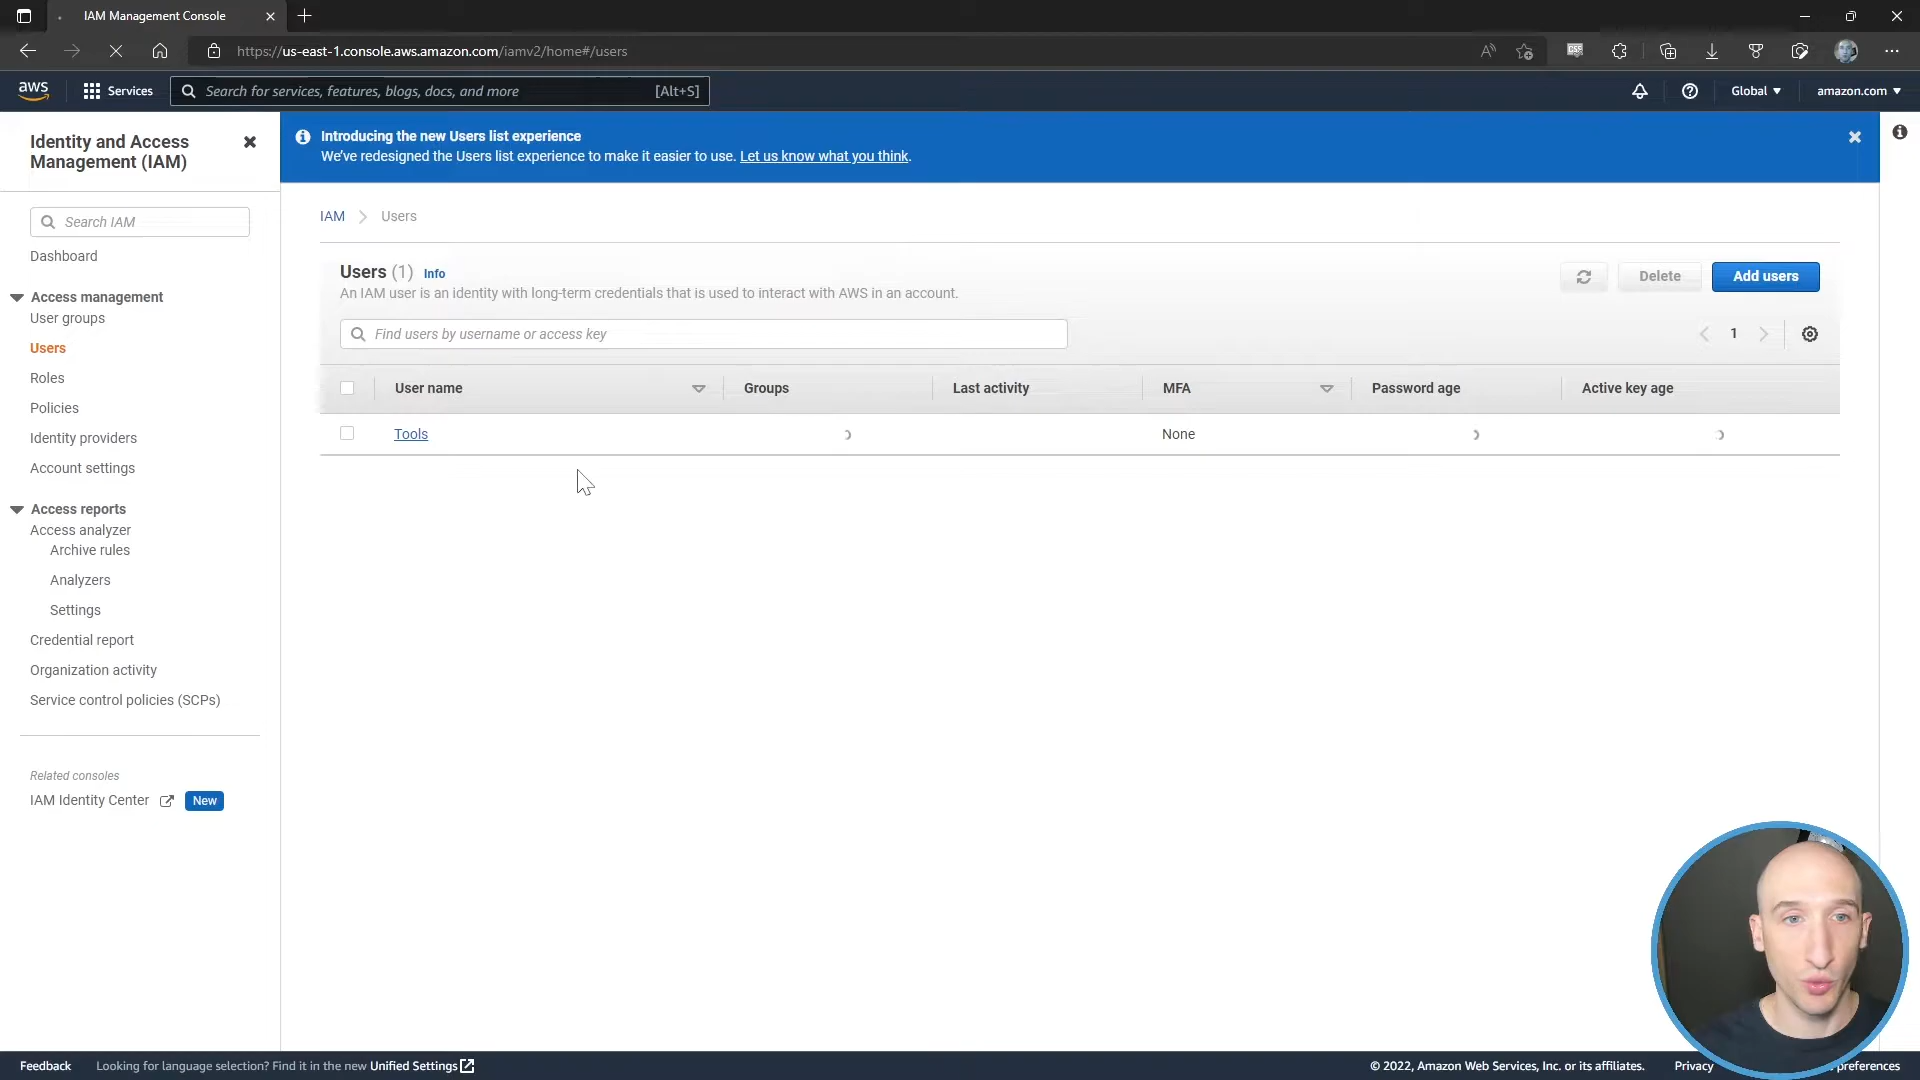 IAM Management Console
https://us-east-1.console.aws.amazon.com/iamv2/home#/users
aws
Services
Search for services, features, blogs, docs, and more
[Alt+S]
Global
amazon.com
Identity and Access
Management (IAM)
Search IAM
Dashboard
Access management
User groups
Users
Roles
Policies
Identity providers
Account settings
Access reports
Access analyzer
Archive rules
Analyzers
Settings
Credential report
Organization activity
Service control policies (SCPs)
Related consoles
IAM Identity Center
New
Introducing the new Users list experience
We've redesigned the Users list experience to make it easier to use. Let us know what you think.
IAM
Users
Users (1) Info
An IAM user is an identity with long-term credentials that is used to interact with AWS in an account.
Delete
Add users
Find users by username or access key
1
User name
Groups
Last activity
MFA
Password age
Active key age
Tools
None
Feedback
Looking for language selection? Find it in the new Unified Settings
© 2022, Amazon Web Services, Inc. or its affiliates.
Privacy
preferences